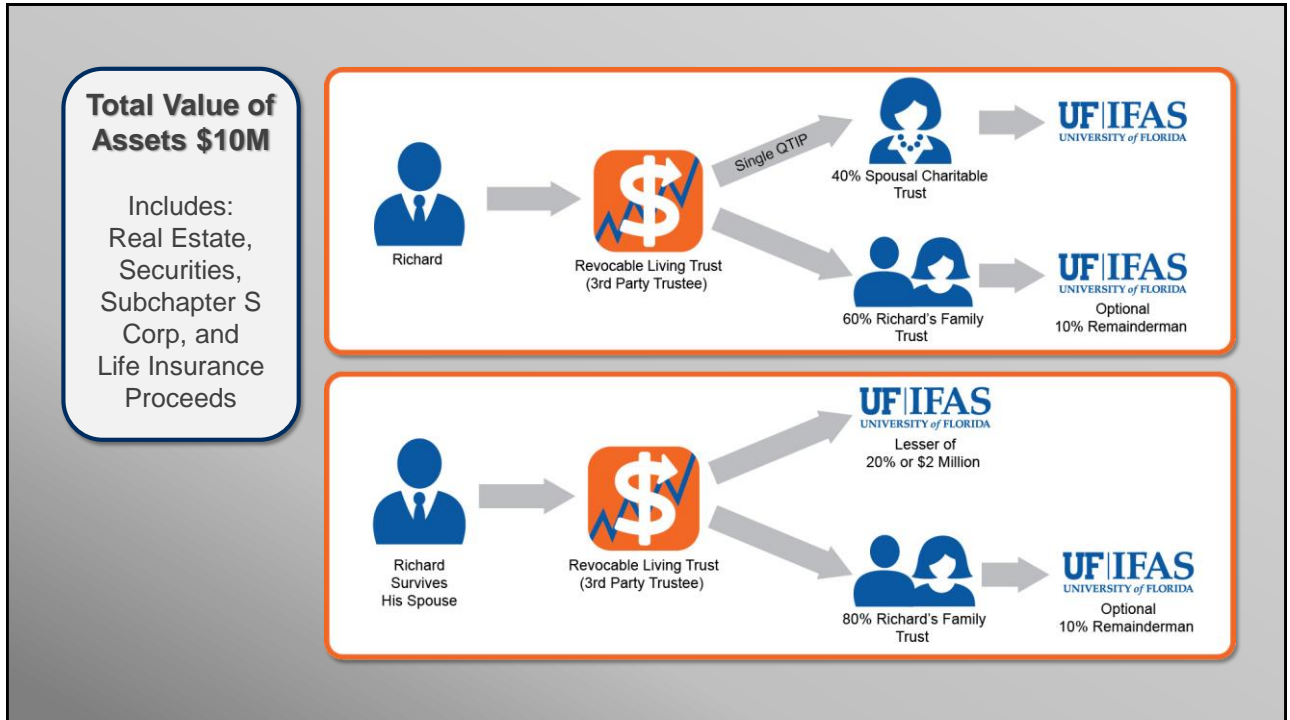 Total Value of
Assets $10M
Includes:
Real Estate,
Securities,
Subchapter S
Corp, and
Life Insurance
Proceeds
Richard
$
Revocable Living Trust
(3rd Party Trustee)
Single QTIP
40% Spousal Charitable
Trust
UF|IFAS
UNIVERSITY of FLORIDA
60% Richard's Family
Trust
UF|IFAS
UNIVERSITY of FLORIDA
Optional
10% Remainderman
Richard
Survives
His Spouse
$
Revocable Living Trust
(3rd Party Trustee)
UF|IFAS
UNIVERSITY of FLORIDA
Lesser of
20% or $2 Million
80% Richard's Family
Trust
UF|IFAS
UNIVERSITY of FLORIDA
Optional
10% Remainderman